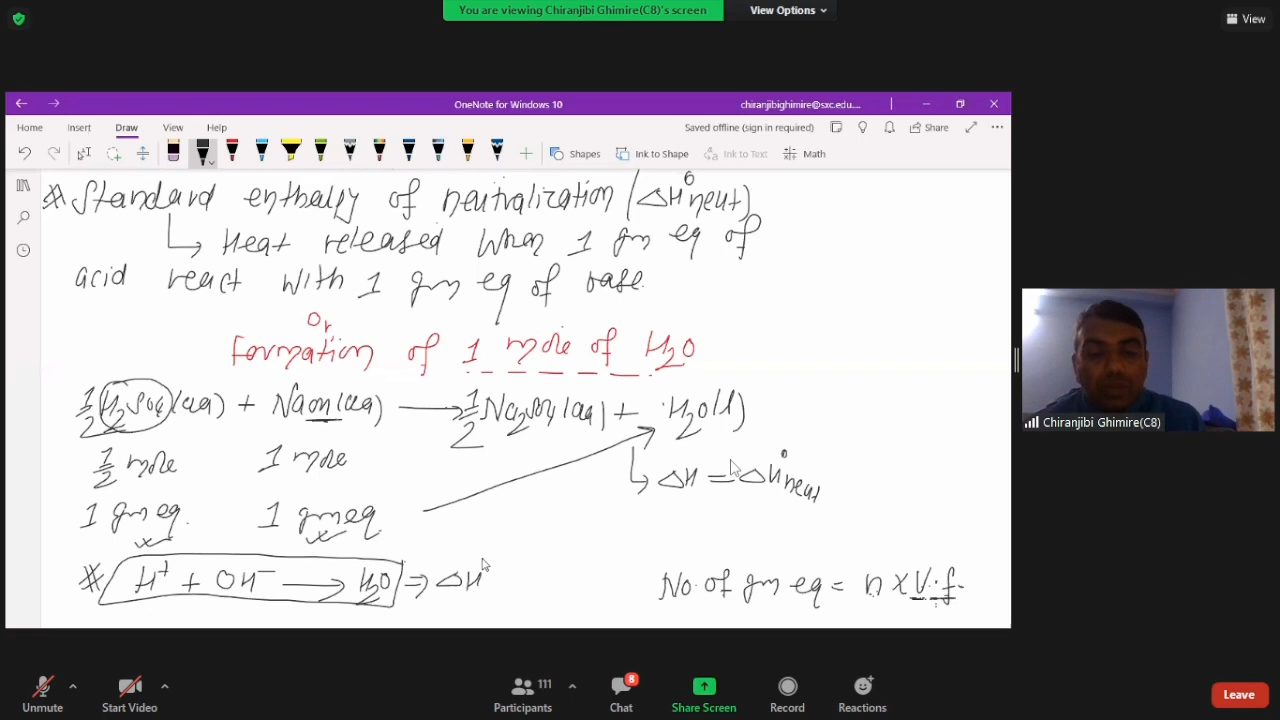 You are viewing Chiranjibi Ghimire(C8)'s screen
View Options
View
OneNote for Windows 10
chiranjibighimire@sxc.edu....
Home Insert Draw View Help
Saved offline (sign in required)
Share
Shapes
Ink to Shape
Ink to Text
Math
* Standard enthalpy of neutralization (ΔH°neut)
↳ Heat released when 1 gm eq of
acid react with 1 gm eq of base.
Or,
Formation of 1 mole of H₂O
½ H₂SO₄(aq) + NaOH(aq) ⟶ ½ Na₂SO₄(aq) + H₂O(l)
½ mole 1 mole
↳ ΔH = ΔH°neut
1 gm eq. 1 gm eq.
* H⁺ + OH⁻ ⟶ H₂O ⇒ ΔH
No. of gm eq = n × V.f.
Chiranjibi Ghimire(C8)
Unmute
Start Video
111
Participants
8
Chat
Share Screen
Record
Reactions
Leave